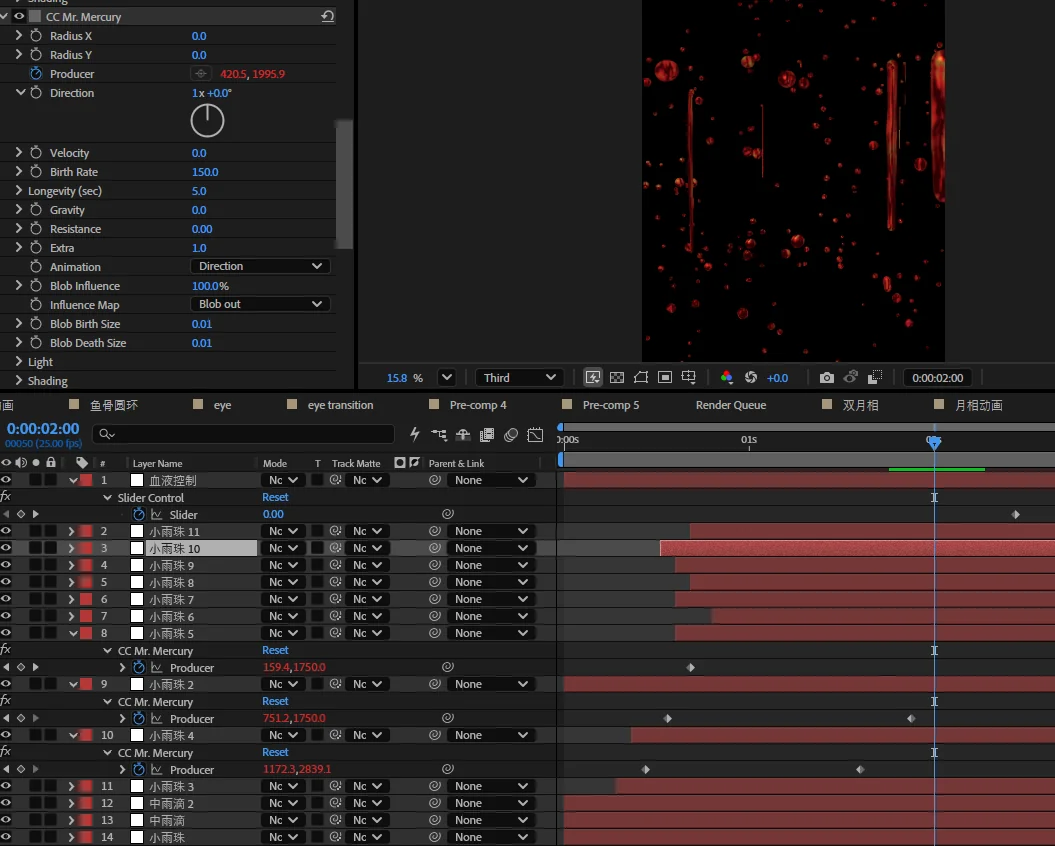 Shading
CC Mr. Mercury
Radius X 0.0
Radius Y 0.0
Producer 420.5, 1995.9
Direction 1x+0.0°
Velocity 0.0
Birth Rate 150.0
Longevity (sec) 5.0
Gravity 0.0
Resistance 0.00
Extra 1.0
Animation Direction
Blob Influence 100.0%
Influence Map Blob out
Blob Birth Size 0.01
Blob Death Size 0.01
Light
Shading
15.8 % Third +0.0 0:00:02:00
画 鱼骨圆环 eye eye transition Pre-comp 4 Pre-comp 5 Render Queue 双月相 月相动画
0:00:02:00
00050 (25.00 fps)
0:00s 01s
# Layer Name Mode T Track Matte Parent & Link
1 血液控制 Nc Nc None
fx Slider Control Reset
Slider 0.00
2 小雨珠 11 Nc Nc None
3 小雨珠 10 Nc Nc None
4 小雨珠 9 Nc Nc None
5 小雨珠 8 Nc Nc None
6 小雨珠 7 Nc Nc None
7 小雨珠 6 Nc Nc None
8 小雨珠 5 Nc Nc None
fx CC Mr. Mercury Reset
Producer 159.4,1750.0
9 小雨珠 2 Nc Nc None
fx CC Mr. Mercury Reset
Producer 751.2,1750.0
10 小雨珠 4 Nc Nc None
fx CC Mr. Mercury Reset
Producer 1172.3,2839.1
11 小雨珠 3 Nc Nc None
12 中雨滴 2 Nc Nc None
13 中雨滴 Nc Nc None
14 小雨珠 Nc Nc None